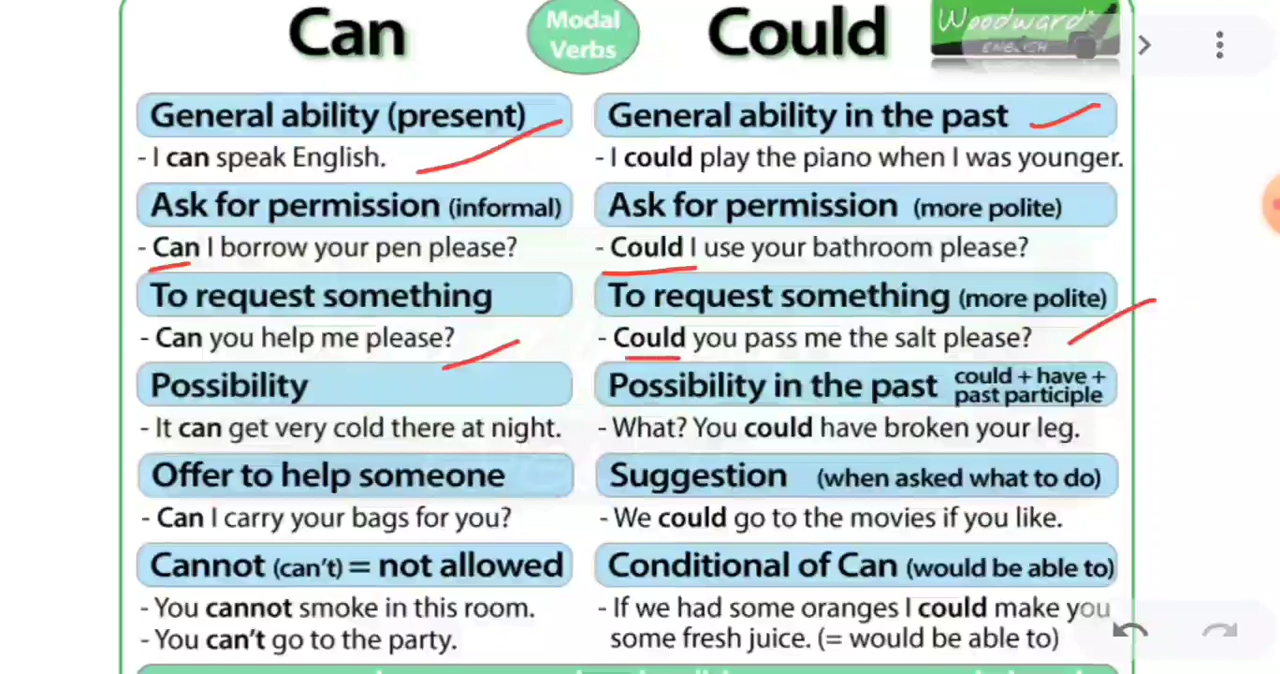 Can
Modal
Verbs
Could
Woodward
ENGLISH
General ability (present)
- I can speak English.
Ask for permission (informal)
- Can I borrow your pen please?
To request something
- Can you help me please?
Possibility
- It can get very cold there at night.
Offer to help someone
- Can I carry your bags for you?
Cannot (can't) = not allowed
- You cannot smoke in this room.
- You can't go to the party.
General ability in the past
- I could play the piano when I was younger.
Ask for permission (more polite)
- Could I use your bathroom please?
To request something (more polite)
- Could you pass me the salt please?
Possibility in the past could + have +
past participle
- What? You could have broken your leg.
Suggestion (when asked what to do)
- We could go to the movies if you like.
Conditional of Can (would be able to)
- If we had some oranges I could make you
some fresh juice. (= would be able to)